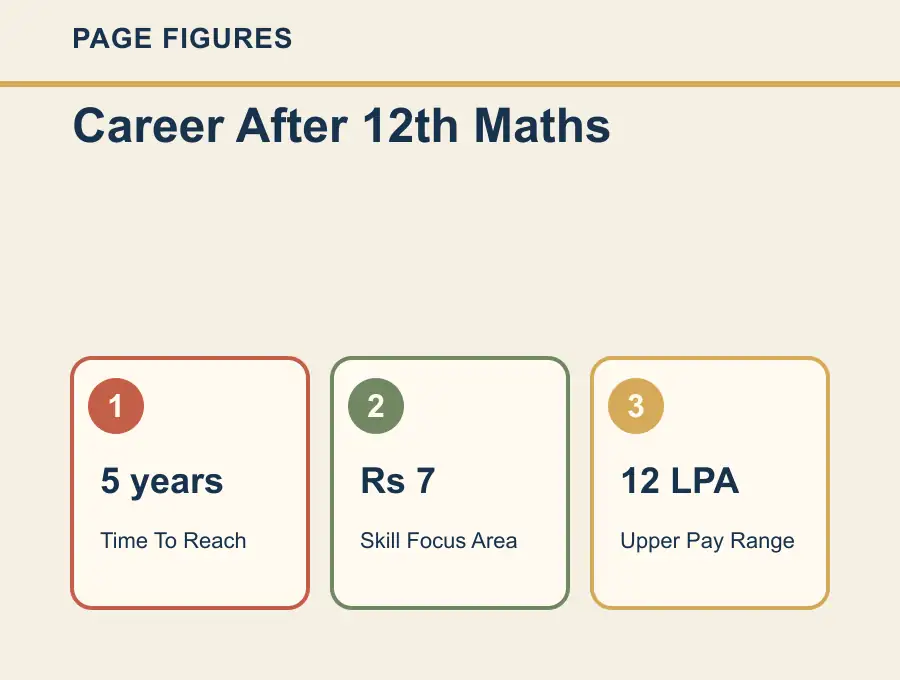 PAGE FIGURES
Career After 12th Maths
1
5 years
Time To Reach
2
Rs 7
Skill Focus Area
3
12 LPA
Upper Pay Range